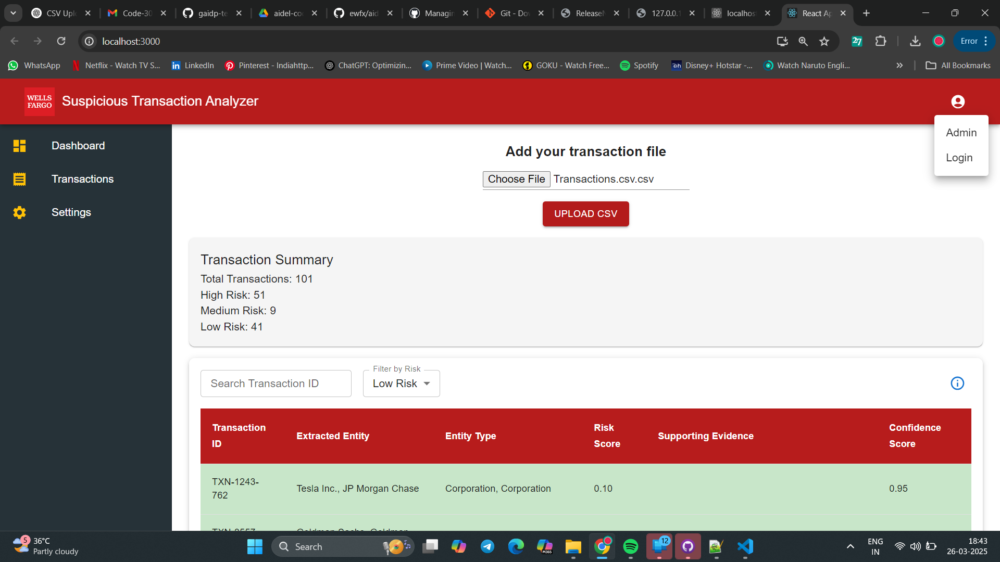 CSV Uplo
Code-30
gaidp-te
aidel-co
ewfx/aid
Managin
Git - Dow
Release
127.0.0.1
localhos
React Ap
localhost:3000
27
Error
WhatsApp
Netflix - Watch TV S...
LinkedIn
Pinterest - Indiahttp...
ChatGPT: Optimizin...
Prime Video | Watch...
GOKU - Watch Free...
Spotify
Disney+ Hotstar -...
Watch Naruto Engli...
All Bookmarks
WELLS
FARGO
Suspicious Transaction Analyzer
Admin
Login
Dashboard
Transactions
Settings
Add your transaction file
Choose File Transactions.csv.csv
UPLOAD CSV
Transaction Summary
Total Transactions: 101
High Risk: 51
Medium Risk: 9
Low Risk: 41
Search Transaction ID
Filter by Risk
Low Risk
Transaction
ID
Extracted Entity
Entity Type
Risk
Score
Supporting Evidence
Confidence
Score
TXN-1243-
762
Tesla Inc., JP Morgan Chase
Corporation, Corporation
0.10
0.95
5
36°C
Partly cloudy
Search
M365
12
ENG
IN
18:43
26-03-2025